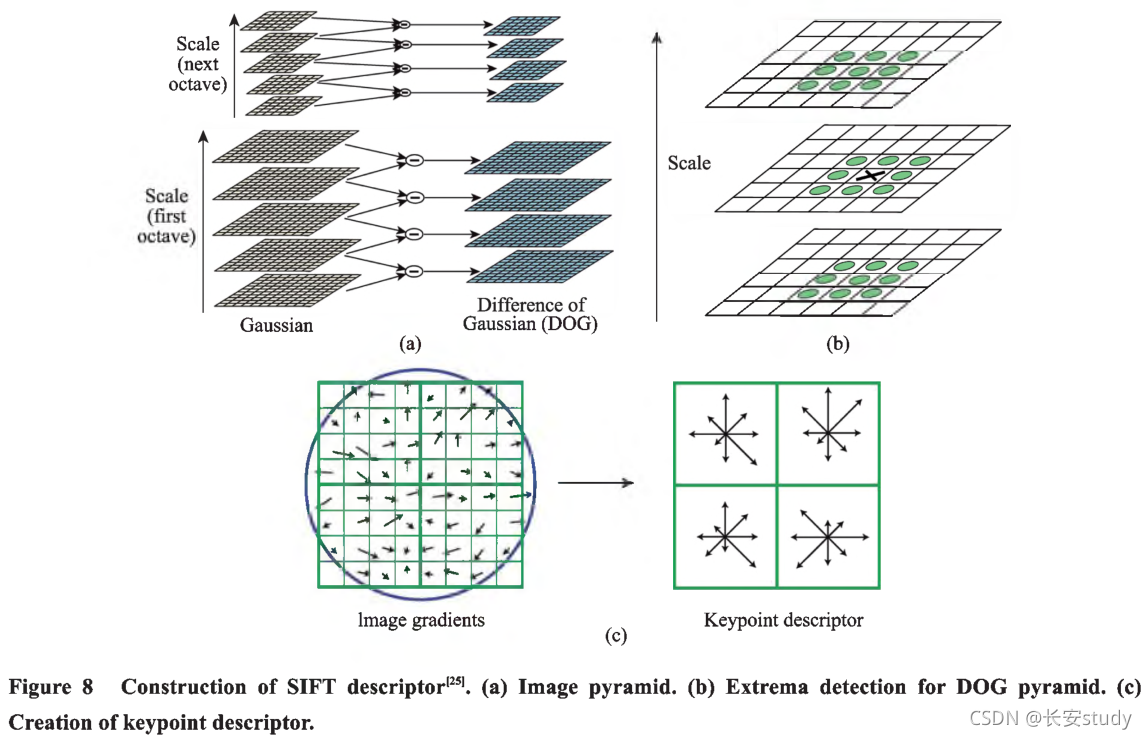 Scale
(next
octave)
Scale
(first
octave)
Gaussian
Difference of
Gaussian (DOG)
(a)
Scale
(b)
Image gradients
Keypoint descriptor
(c)
Figure 8 Construction of SIFT descriptor[25]. (a) Image pyramid. (b) Extrema detection for DOG pyramid. (c)
Creation of keypoint descriptor.
CSDN @长安study